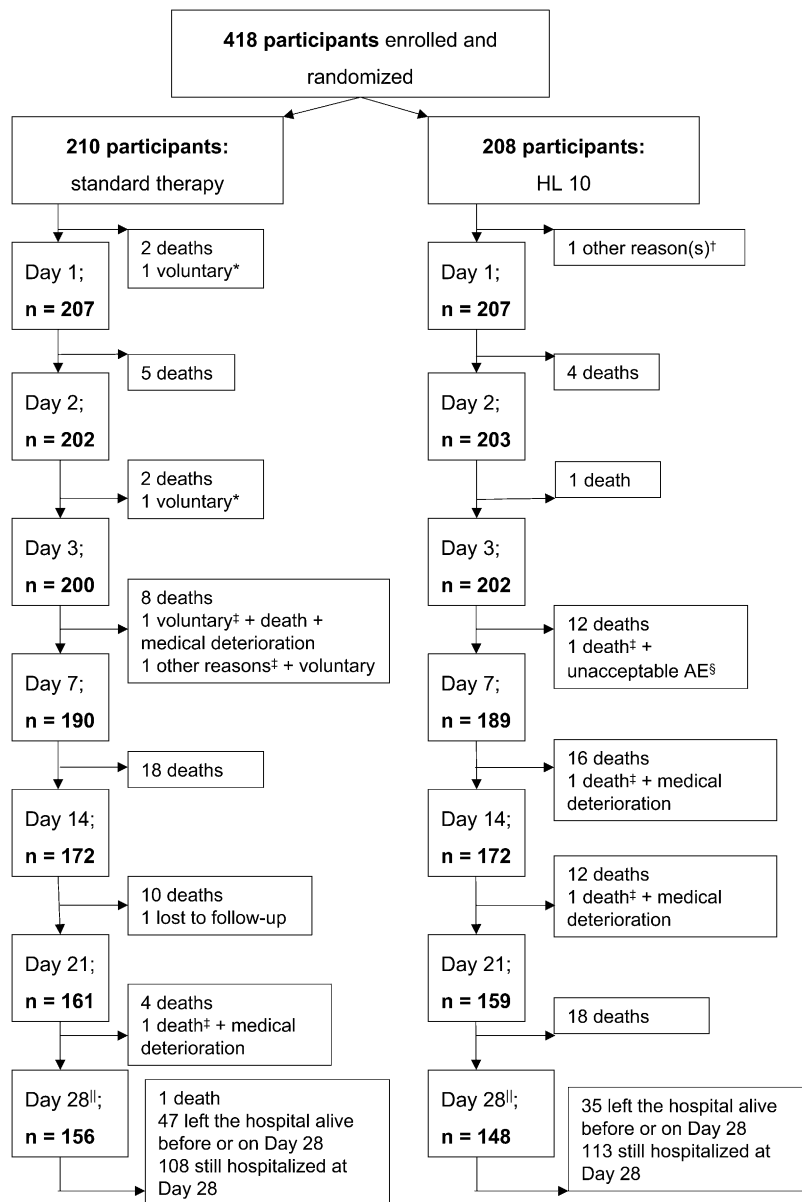 418 participants enrolled and
randomized
210 participants:
standard therapy
208 participants:
HL 10
2 deaths
1 voluntary*
1 other reason(s)†
Day 1;
n = 207
Day 1;
n = 207
5 deaths
4 deaths
Day 2;
n = 202
Day 2;
n = 203
2 deaths
1 voluntary*
1 death
Day 3;
n = 200
Day 3;
n = 202
8 deaths
1 voluntary‡ + death +
medical deterioration
1 other reasons‡ + voluntary
12 deaths
1 death‡ +
unacceptable AE§
Day 7;
n = 190
Day 7;
n = 189
18 deaths
16 deaths
1 death‡ + medical
deterioration
Day 14;
n = 172
Day 14;
n = 172
10 deaths
1 lost to follow-up
12 deaths
1 death‡ + medical
deterioration
Day 21;
n = 161
Day 21;
n = 159
4 deaths
1 death‡ + medical
deterioration
18 deaths
Day 28||;
n = 156
Day 28||;
n = 148
1 death
47 left the hospital alive
before or on Day 28
108 still hospitalized at
Day 28
35 left the hospital alive
before or on Day 28
113 still hospitalized at
Day 28